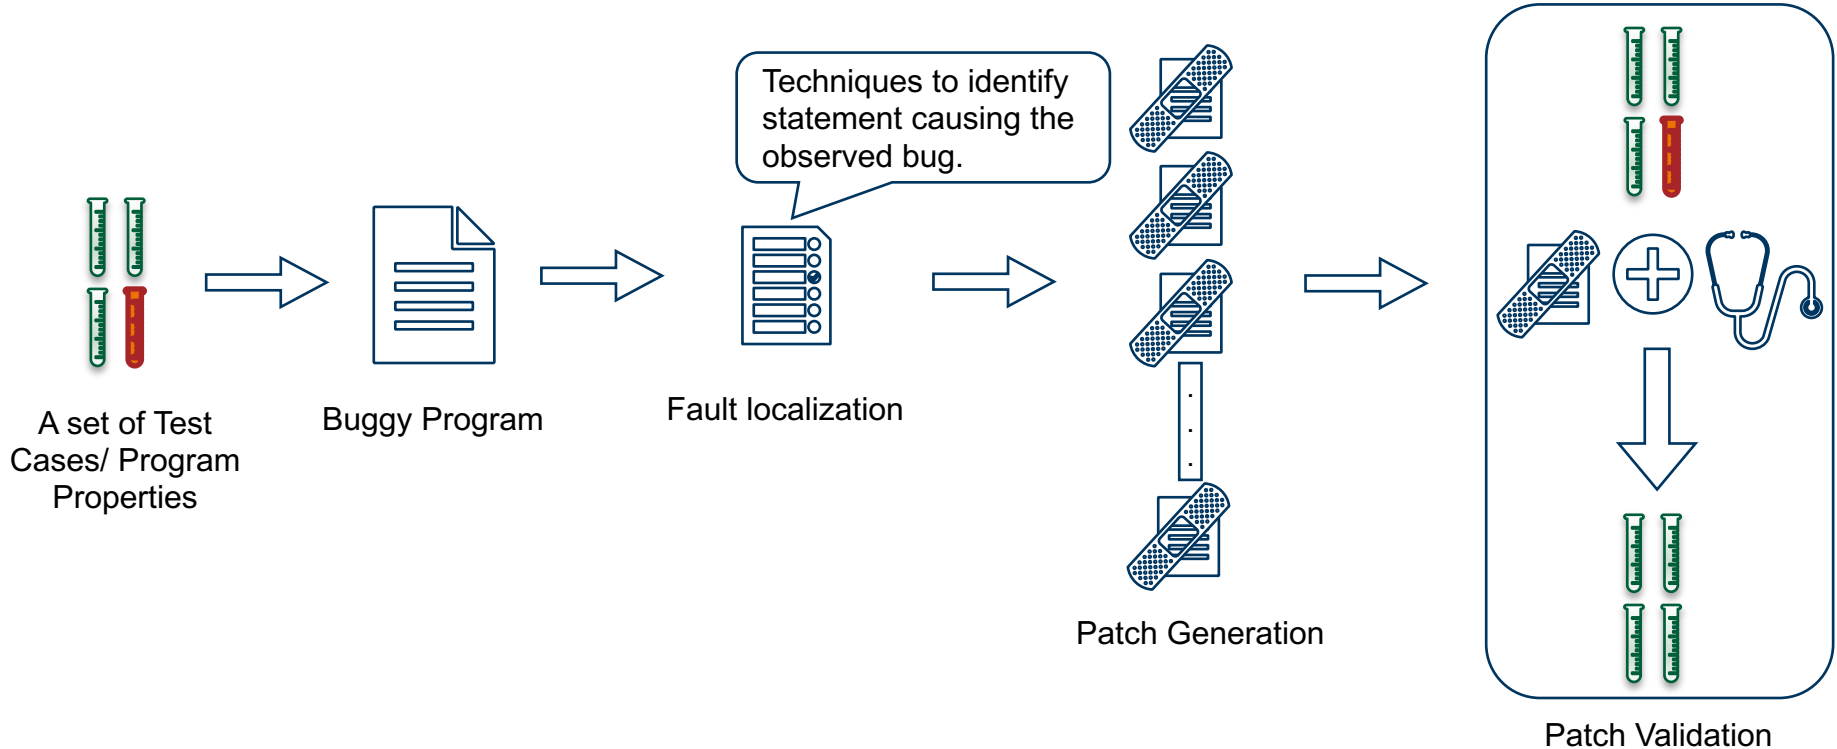 A set of Test
Cases/ Program
Properties
Buggy Program
Techniques to identify
statement causing the
observed bug.
Fault localization
Patch Generation
Patch Validation